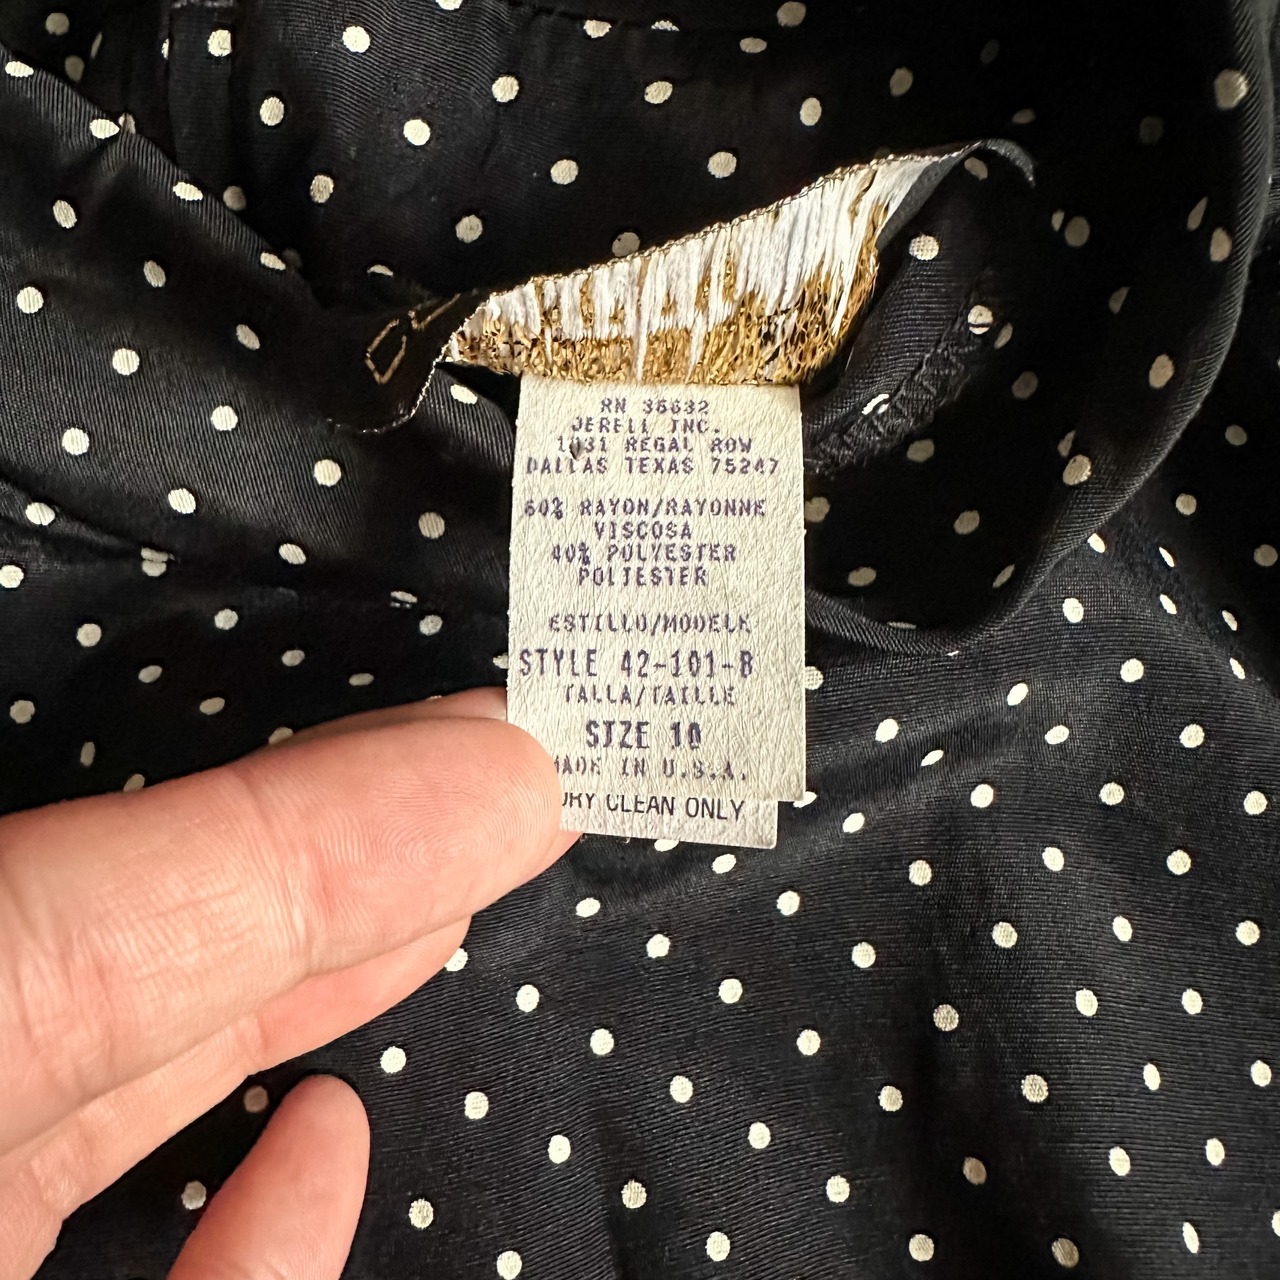 RN 36632
JERELL INC.
1031 REGAL ROW
DALLAS TEXAS 75247
60% RAYON/RAYONNE
VISCOSA
40% POLYESTER
POLIESTER
ESTILLO/MODELE
STYLE 42-101-B
TALLA/TAILLE
SIZE 10
MADE IN U.S.A.
DRY CLEAN ONLY